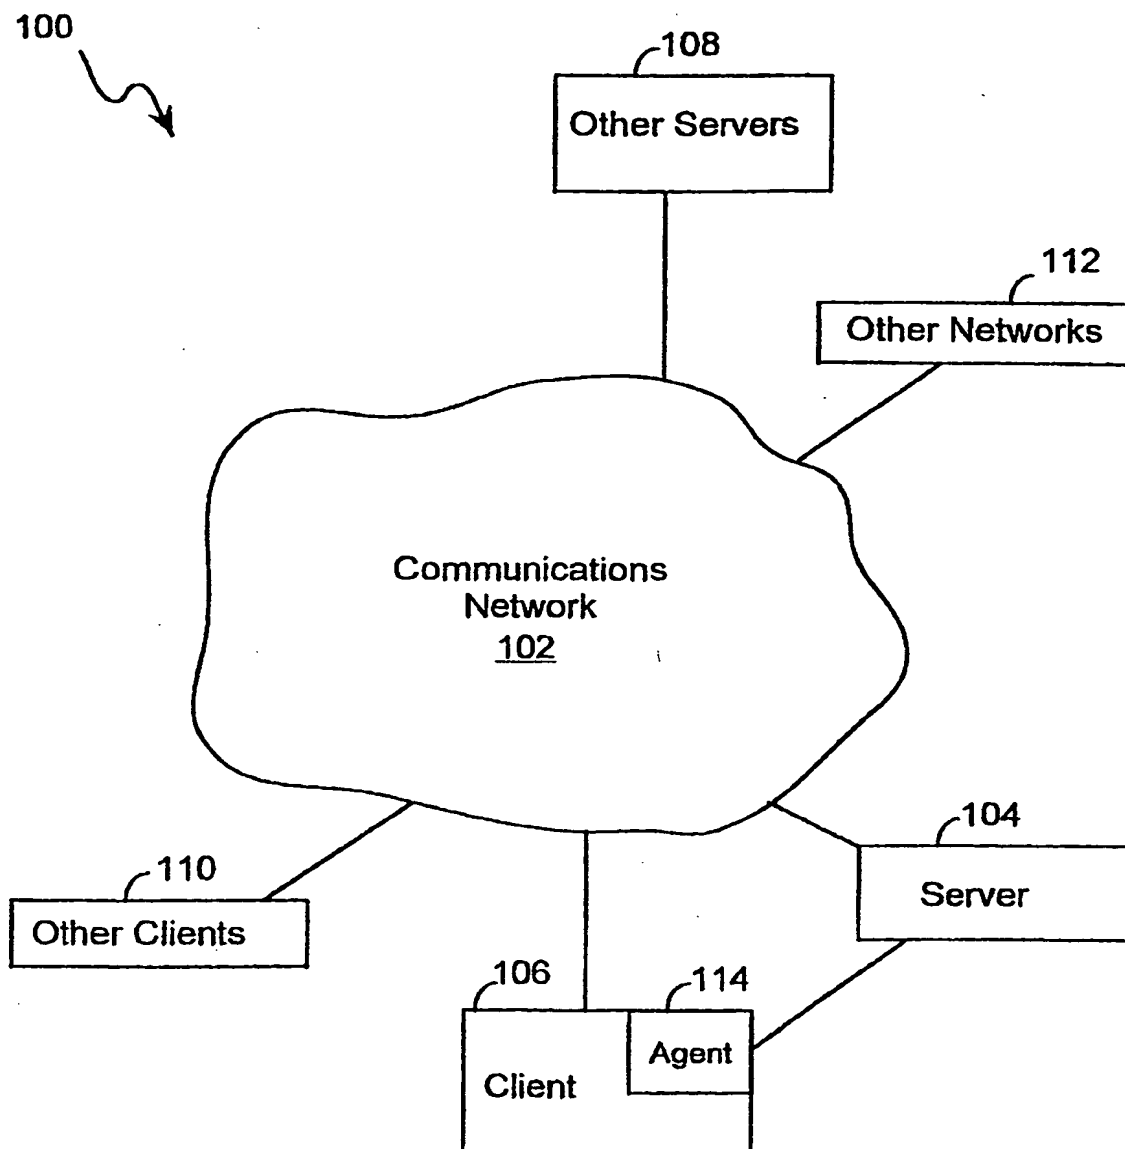 100
108
Other Servers
112
Other Networks
Communications
Network
102
104
Server
110
Other Clients
106
114
Agent
Client